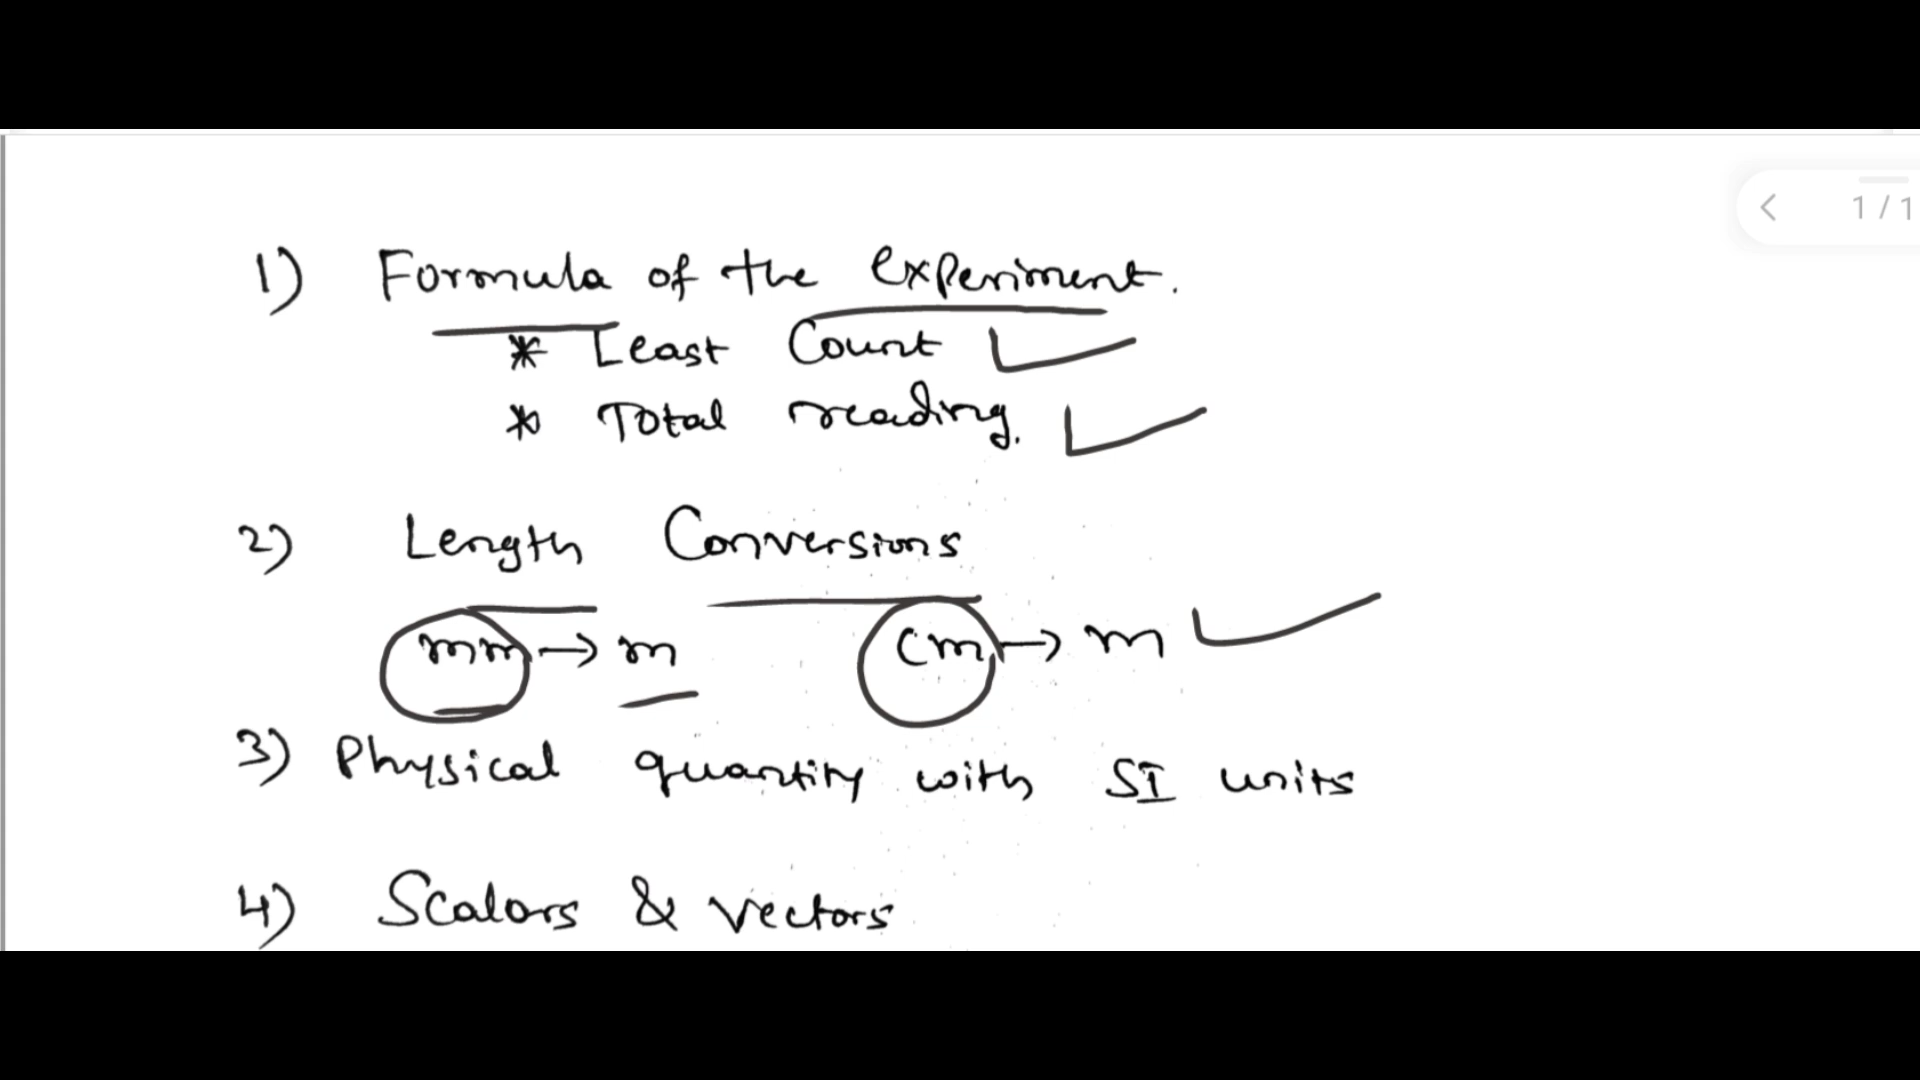 1 / 1
1) Formula of the experiment.
* Least Count
* Total reading.
2) Length Conversions
mm → m cm → m
3) Physical quantity with SI units
4) Scalars & vectors